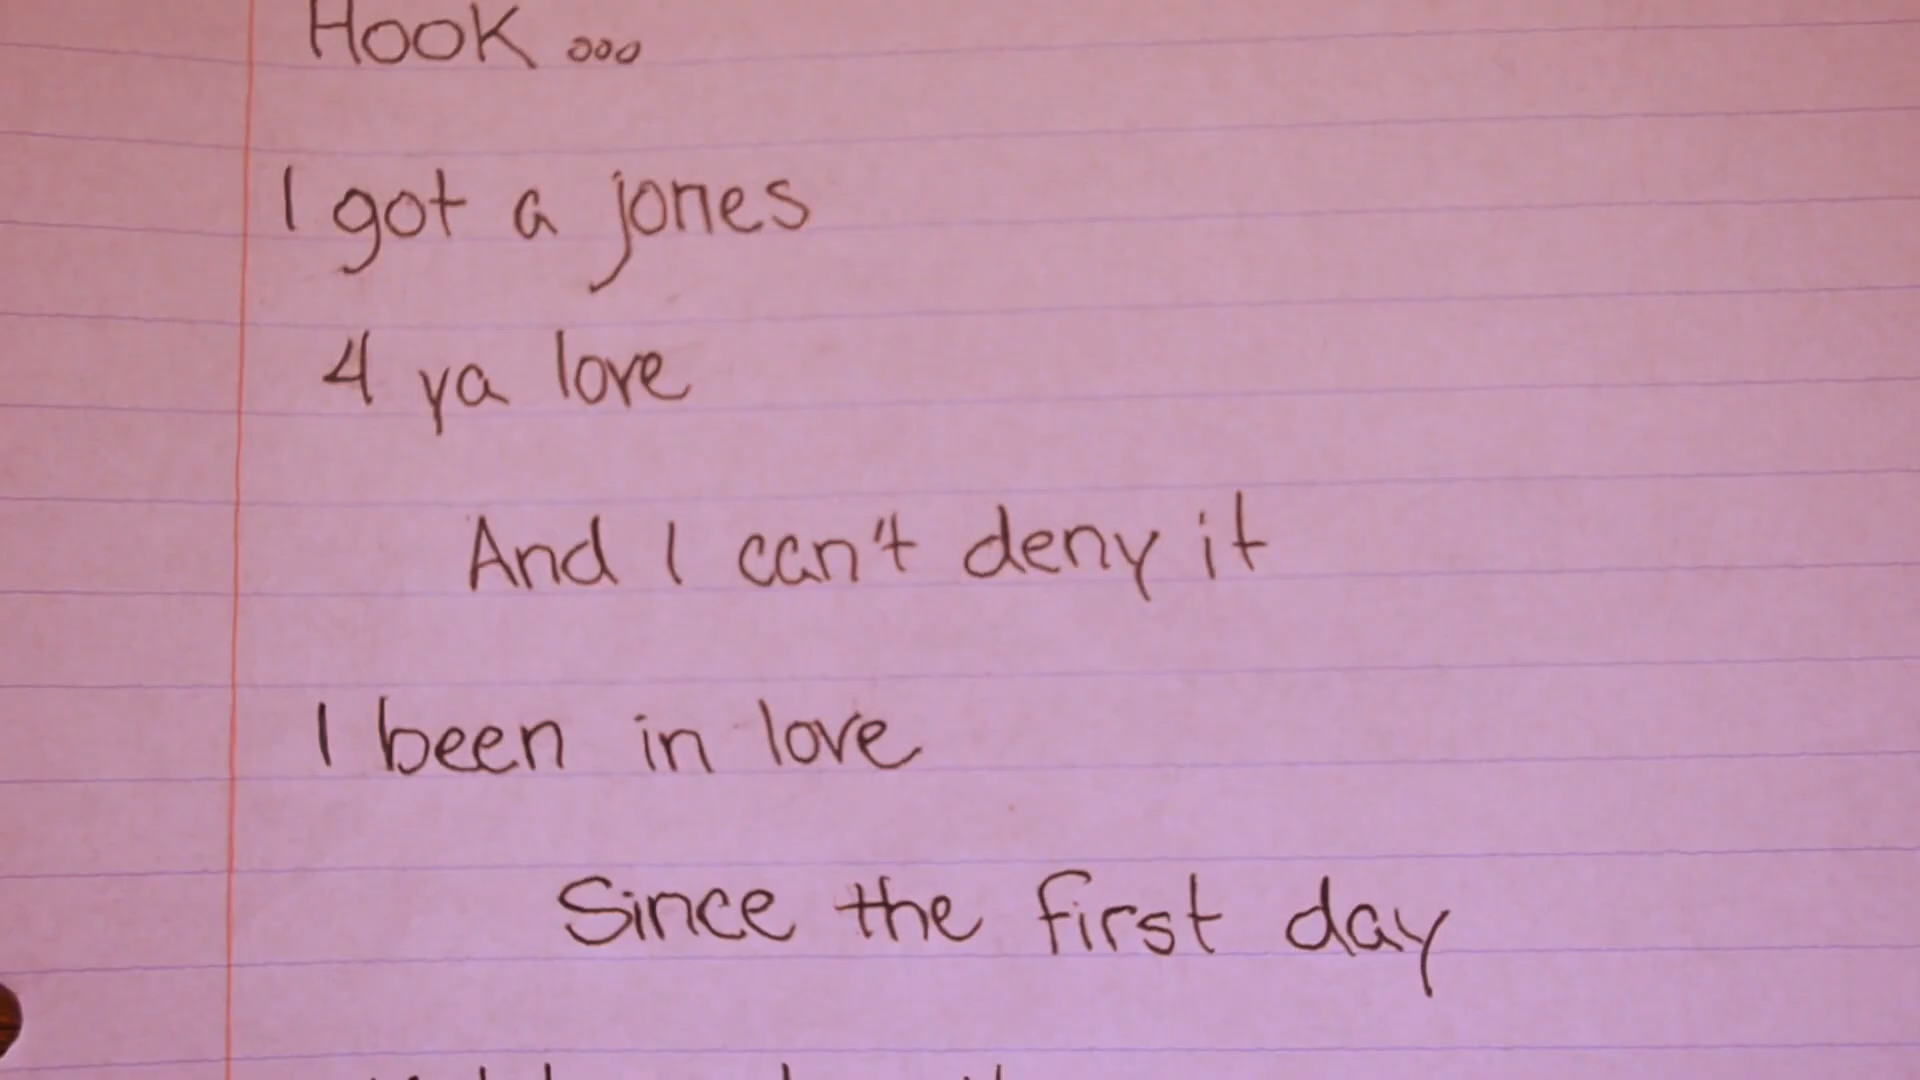 Hook ...
I got a jones
4 ya love
And I can't deny it
I been in love
Since the first day